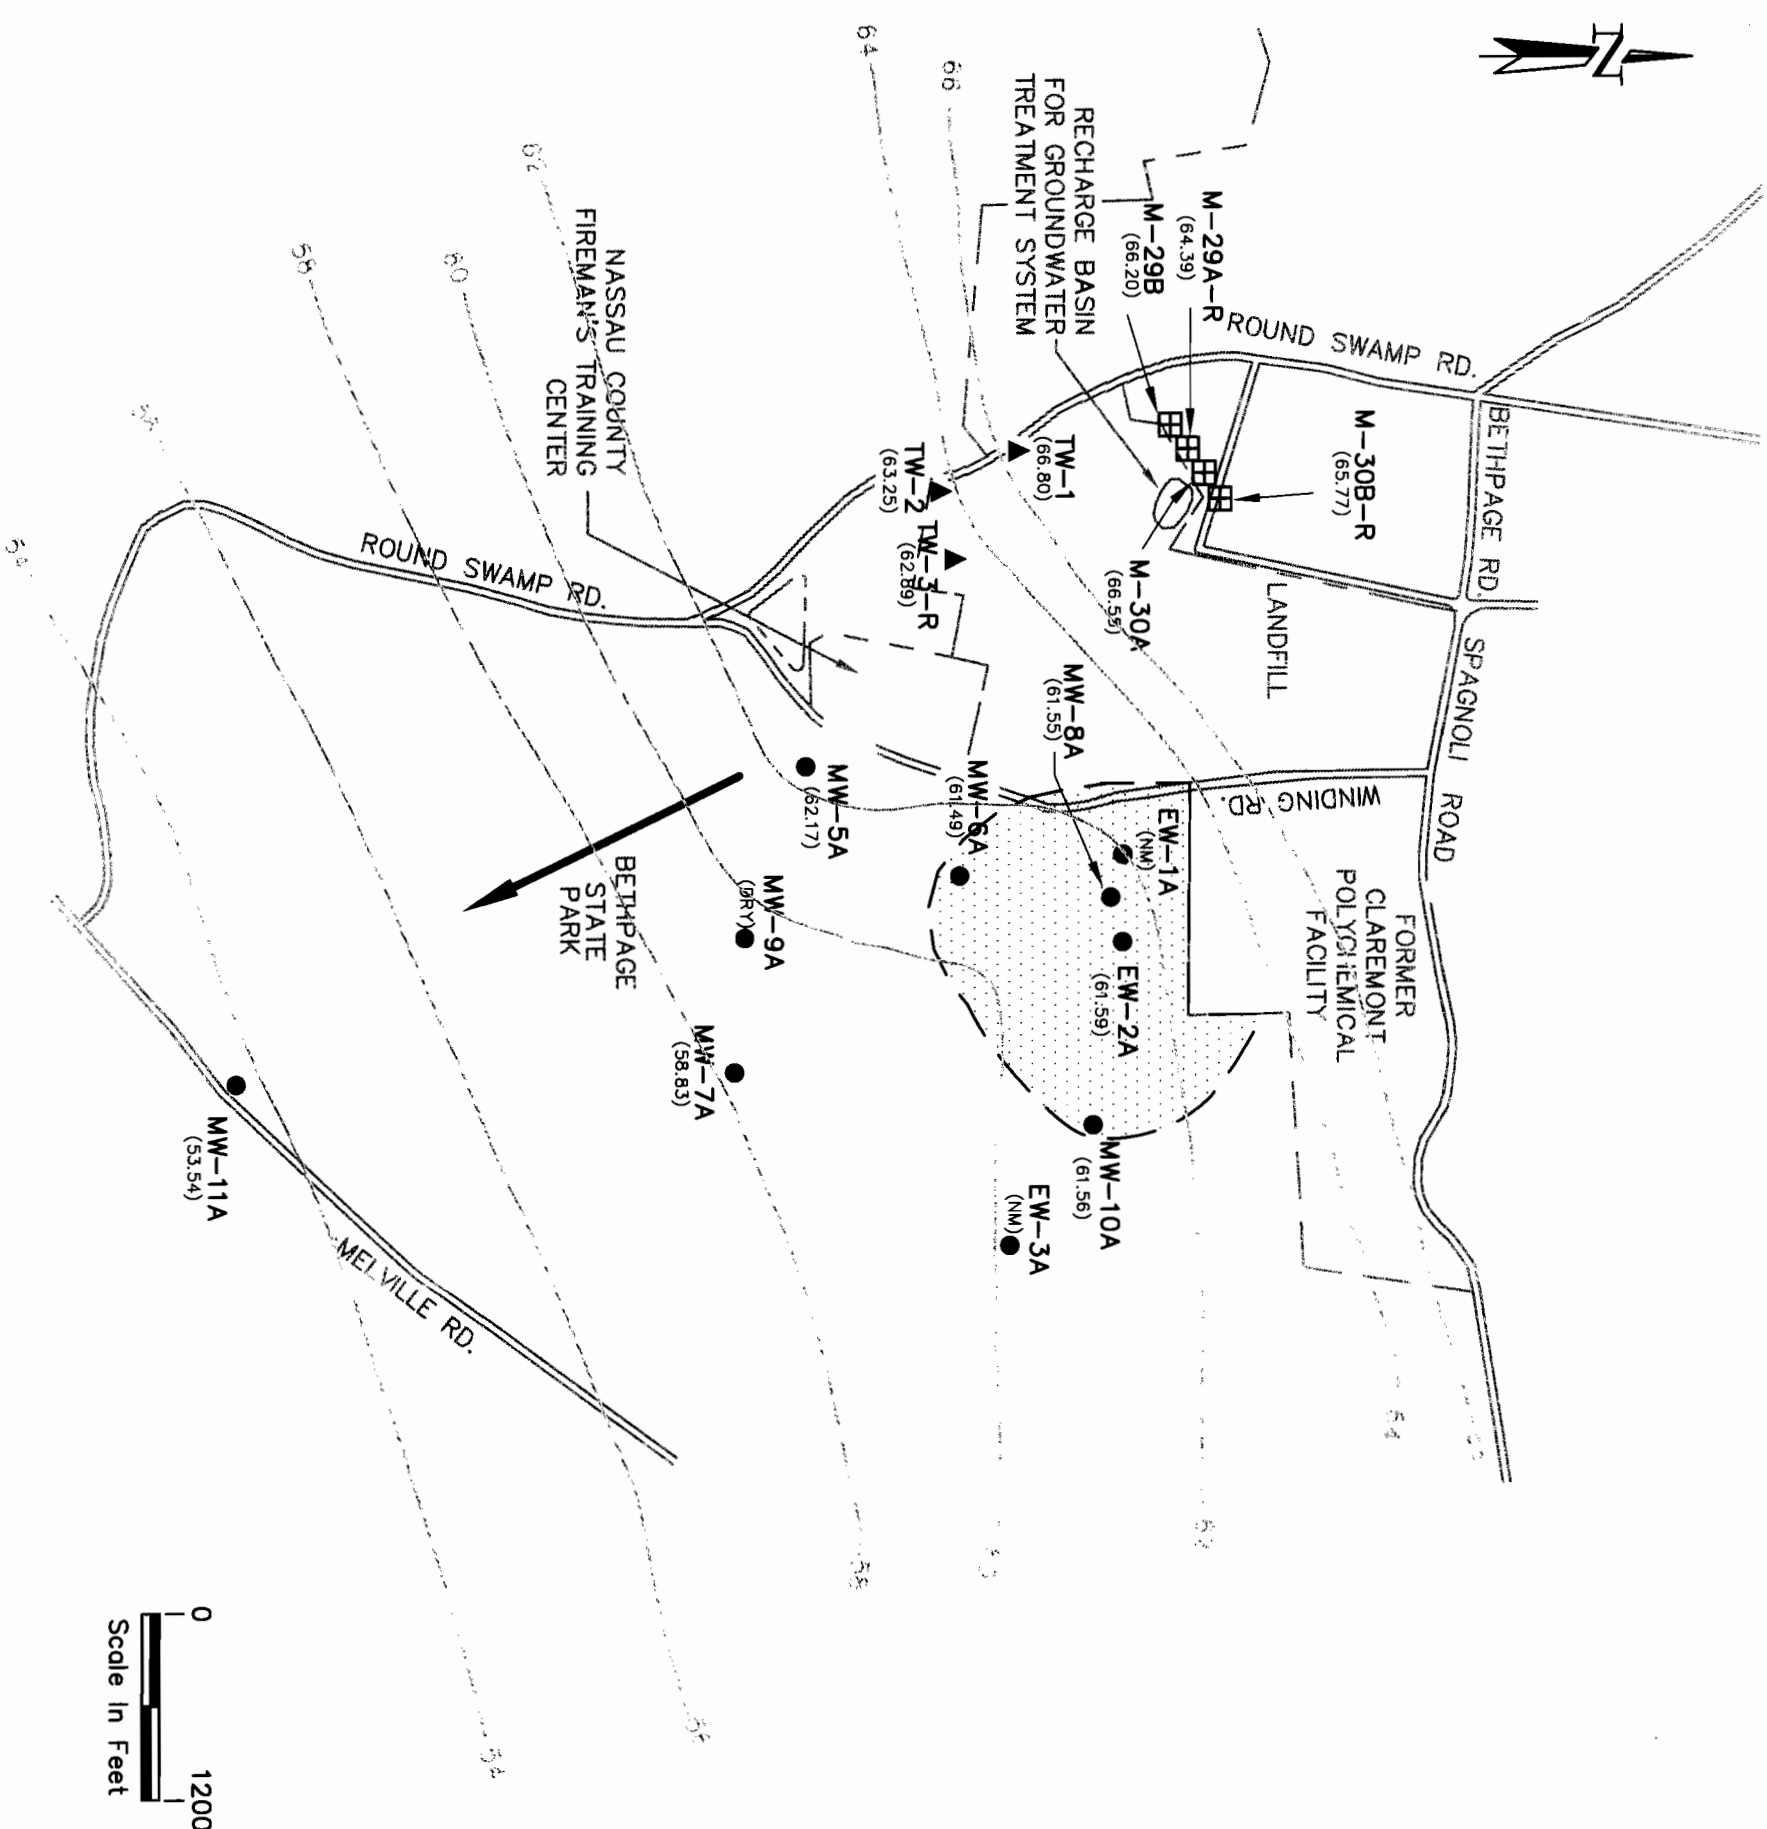 N
BETHPAGE RD.
SPAGNOLI ROAD
ROUND SWAMP RD.
M-30B-R
(65.77)
M-29A-R
(64.39)
M-29B
(66.20)
RECHARGE BASIN
FOR GROUNDWATER
TREATMENT SYSTEM
M-30A
(66.55)
LANDFILL
WINDING RD.
FORMER
CLAREMONT
POLYCHEMICAL
FACILITY
TW-1
(66.80)
TW-2
(63.25)
TW-3-R
(62.89)
MW-8A
(61.55)
EW-1A
(NM)
EW-2A
(61.59)
MW-6A
(61.49)
MW-10A
(61.56)
EW-3A
(NM)
MW-5A
(62.17)
MW-9A
(DRY)
MW-7A
(58.83)
NASSAU COUNTY
FIREMAN'S TRAINING
CENTER
ROUND SWAMP RD.
BETHPAGE
STATE
PARK
MW-11A
(53.54)
MELVILLE RD.
66
64
62
60
58
54
62
58
54
0
1200
Scale In Feet